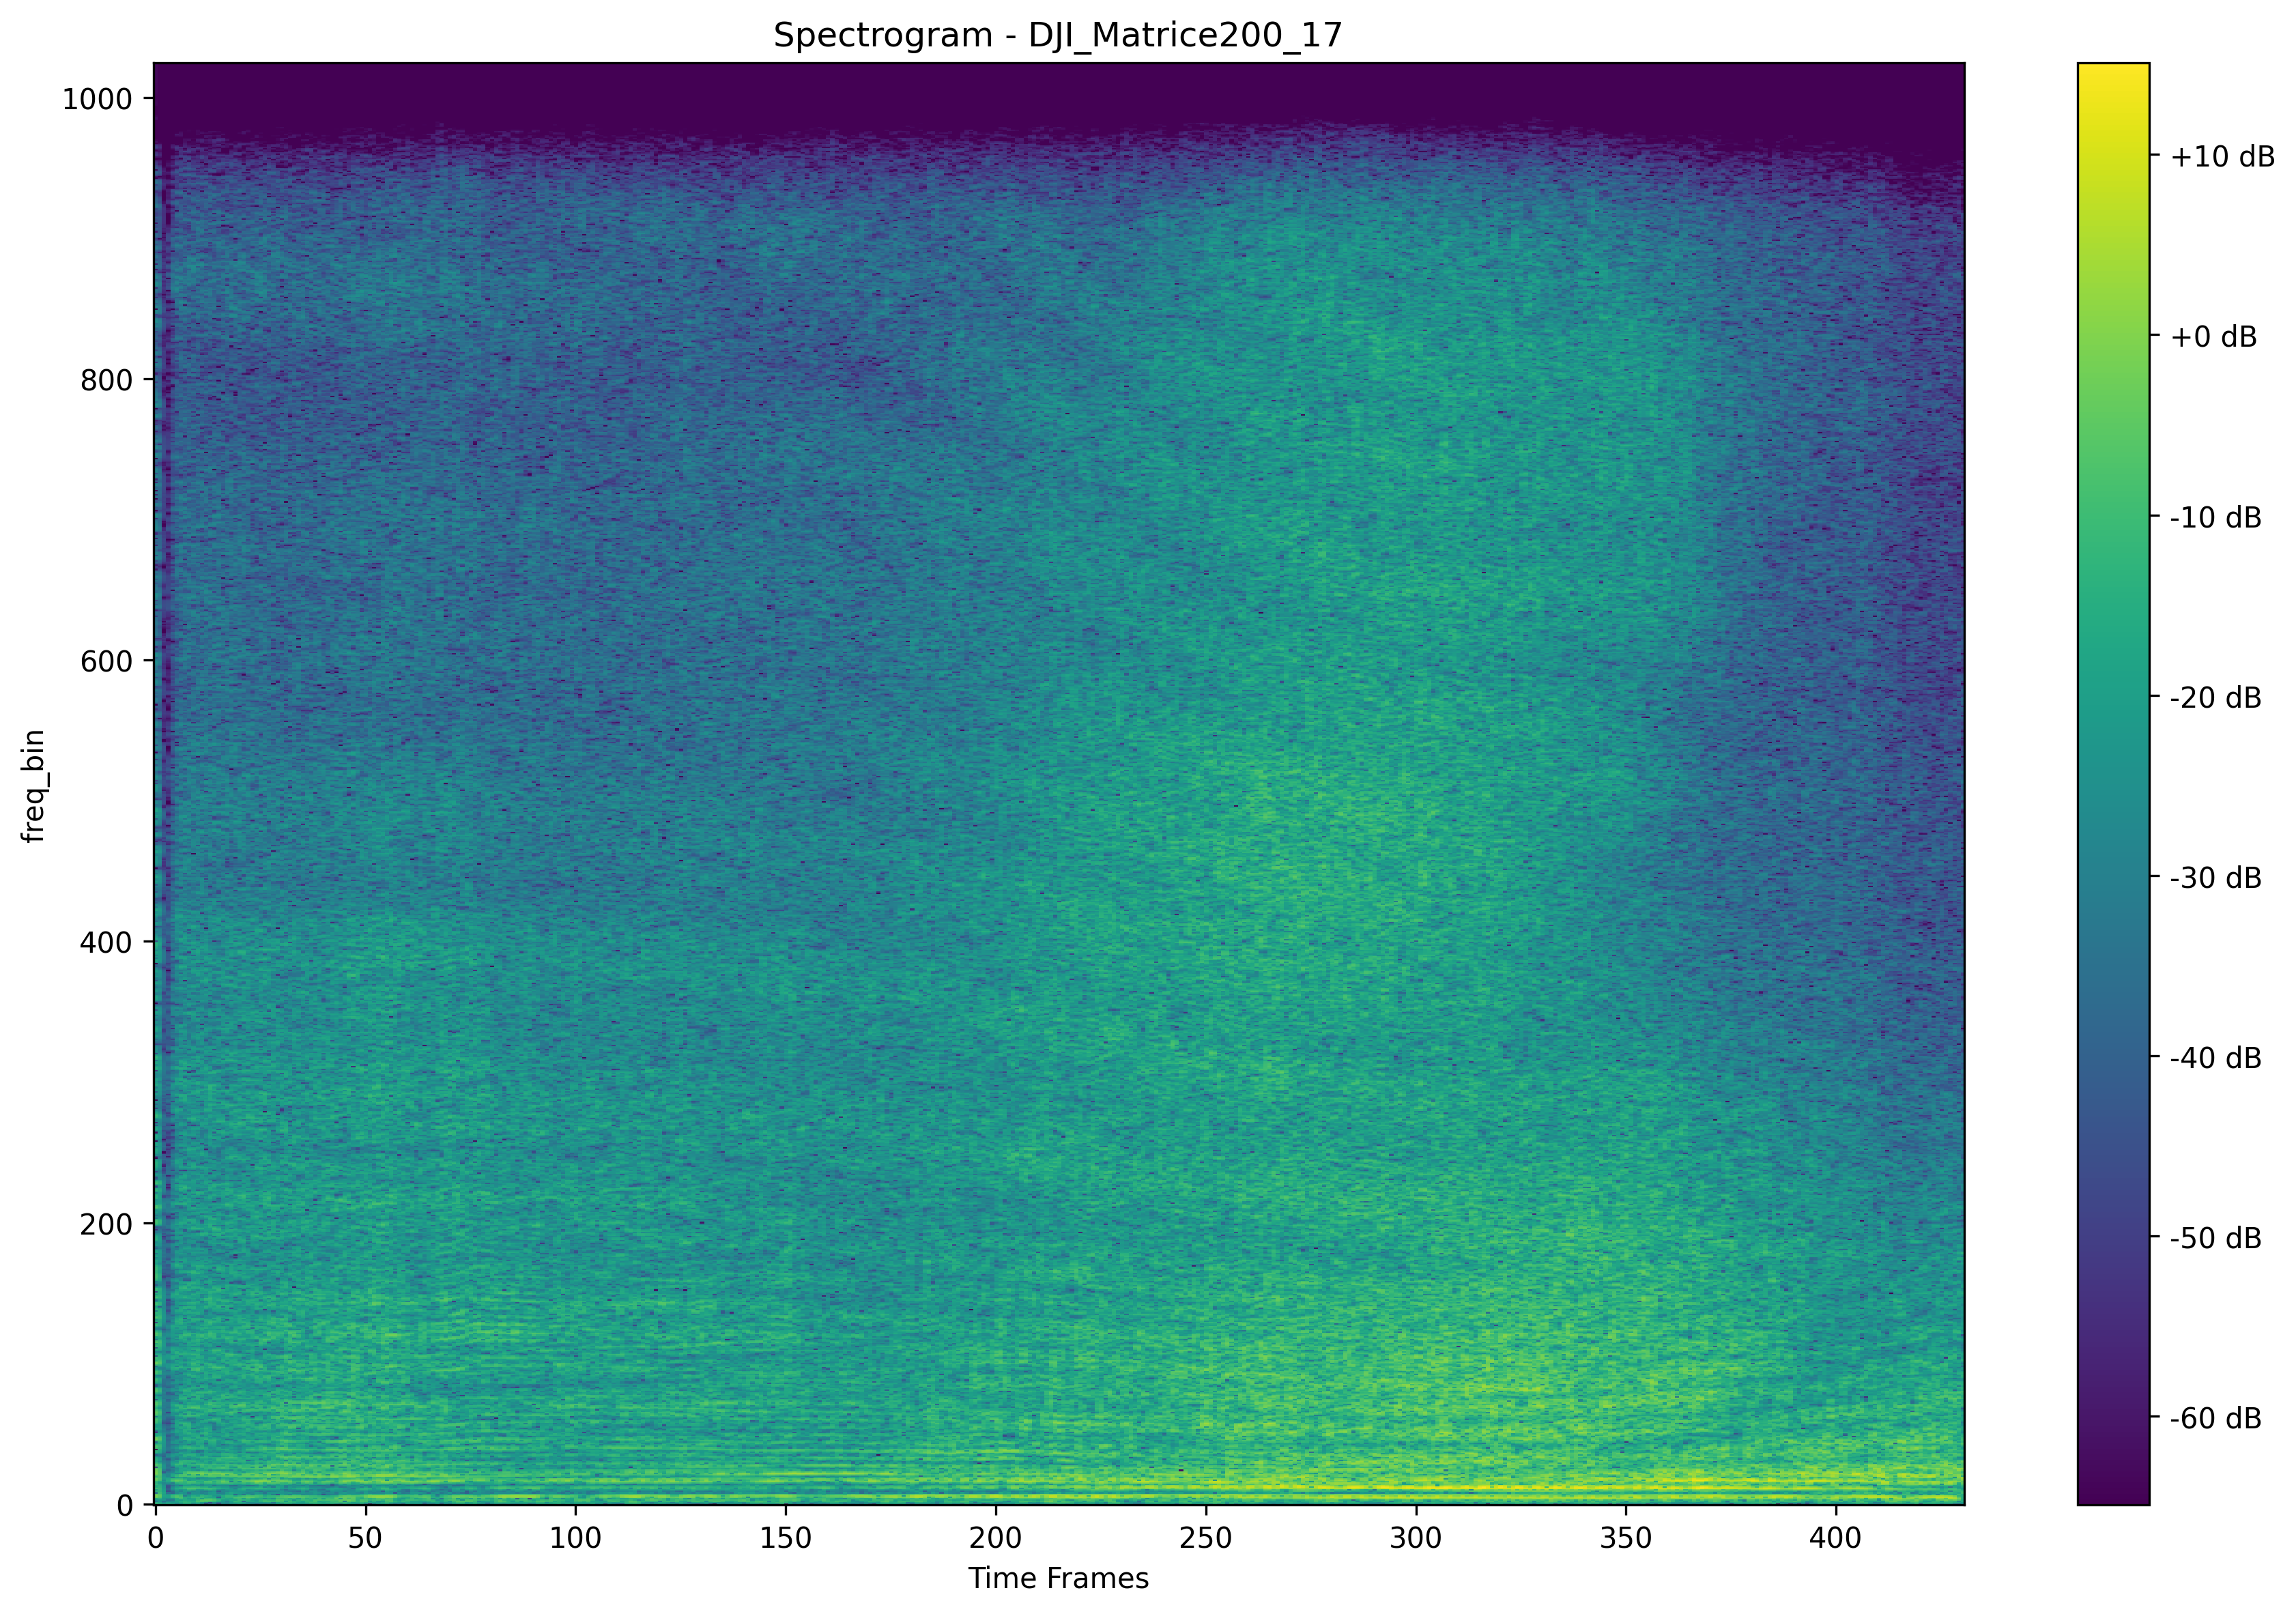 Spectrogram - DJI_Matrice200_17
1000
800
600
400
200
0
freq_bin
0 50 100 150 200 250 300 350 400
Time Frames
+10 dB
+0 dB
-10 dB
-20 dB
-30 dB
-40 dB
-50 dB
-60 dB